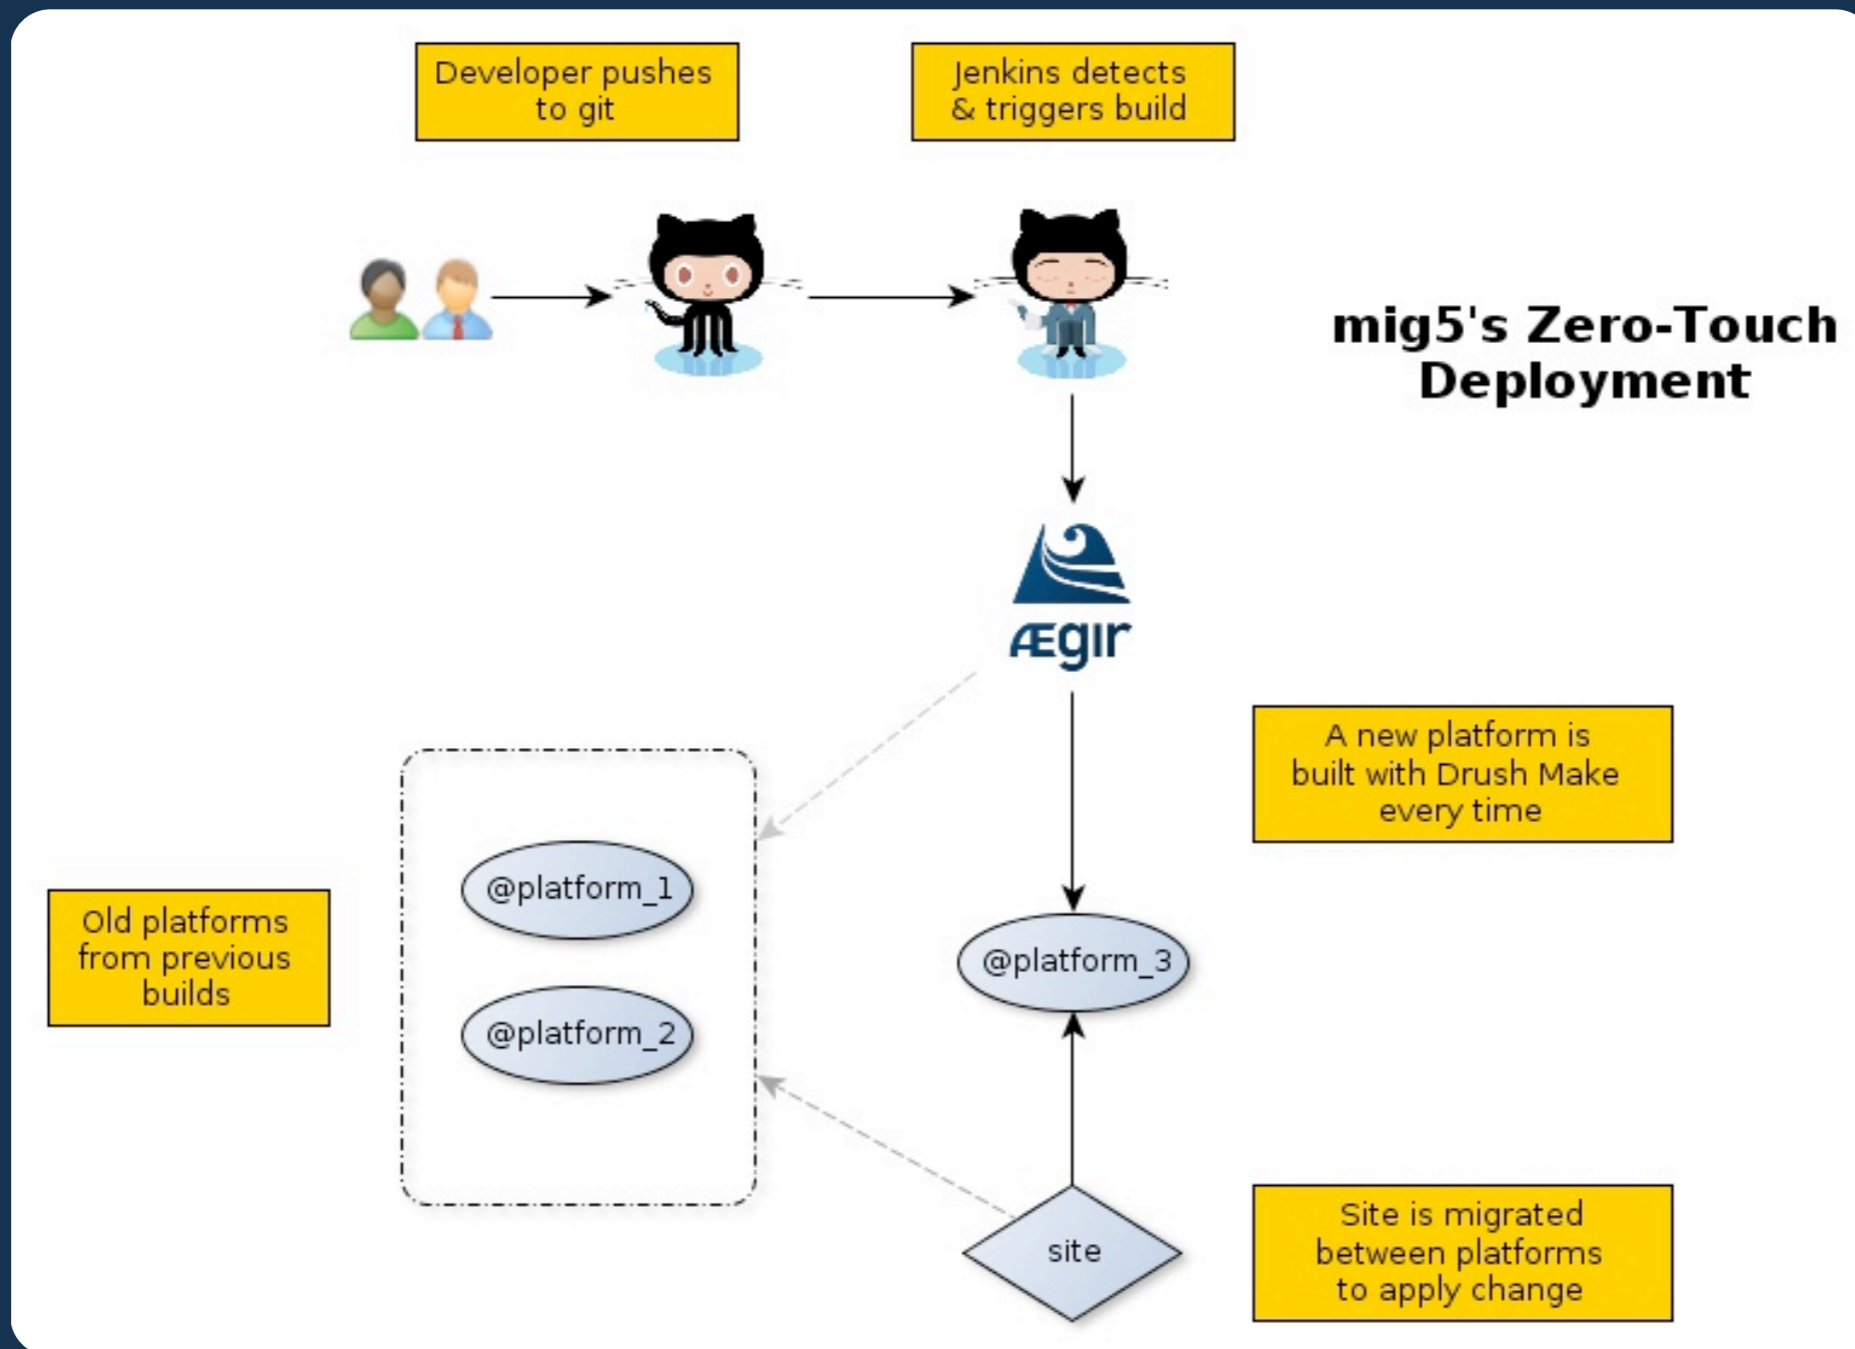 Developer pushes
to git
Jenkins detects
& triggers build
mig5's Zero-Touch
Deployment
ÆGIR
A new platform is
built with Drush Make
every time
@platform_1
Old platforms
from previous
builds
@platform_3
@platform_2
site
Site is migrated
between platforms
to apply change